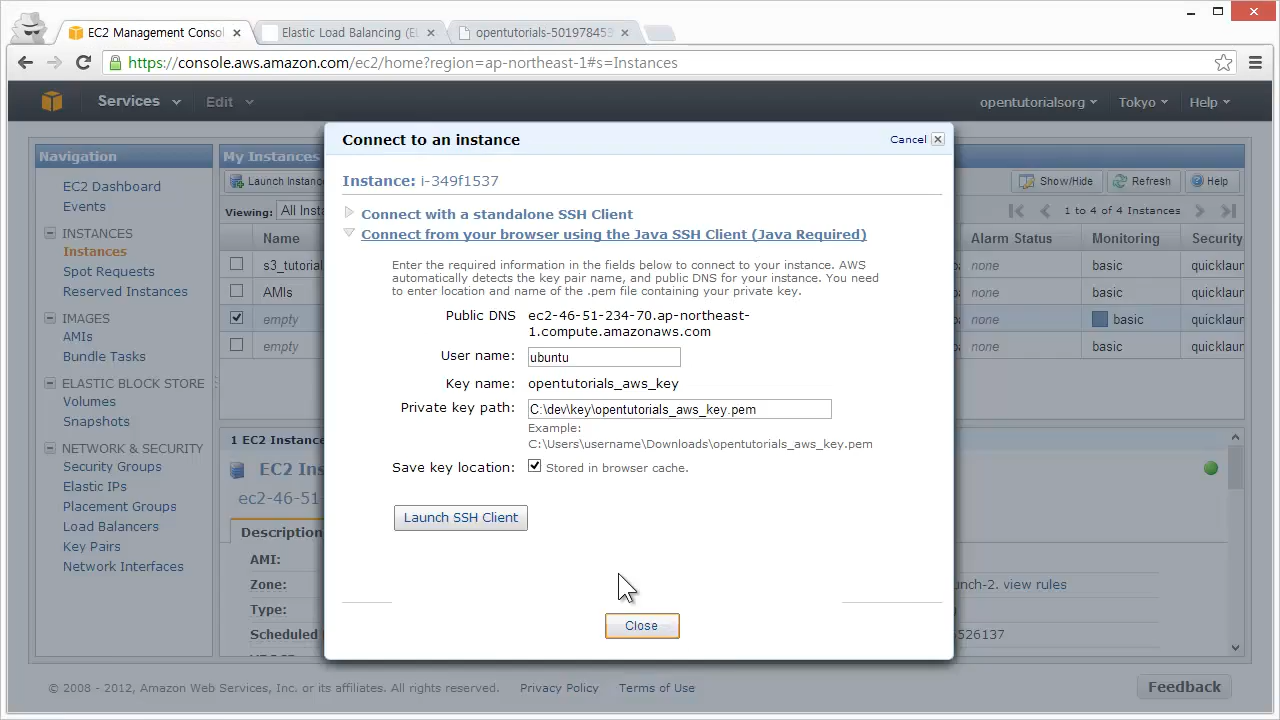 EC2 Management Consol
Elastic Load Balancing (E
opentutorials-501978453
https://console.aws.amazon.com/ec2/home?region=ap-northeast-1#s=Instances
Services
Edit
opentutorialsorg
Tokyo
Help
Navigation
EC2 Dashboard
Events
INSTANCES
Instances
Spot Requests
Reserved Instances
IMAGES
AMIs
Bundle Tasks
ELASTIC BLOCK STORE
Volumes
Snapshots
NETWORK & SECURITY
Security Groups
Elastic IPs
Placement Groups
Load Balancers
Key Pairs
Network Interfaces
My Instances
Launch Instanc
Show/Hide
Refresh
Help
Viewing:
All Insta
1 to 4 of 4 Instances
Name
Alarm Status
Monitoring
Security
s3_tutorial
none
basic
quicklaun
AMIs
none
basic
quicklaun
empty
none
basic
quicklaun
empty
none
basic
quicklaun
1 EC2 Instance
EC2 Ins
ec2-46-51
Description
AMI:
Zone:
unch-2. view rules
Type:
Scheduled
526137
Connect to an instance
Cancel
Instance: i-349f1537
Connect with a standalone SSH Client
Connect from your browser using the Java SSH Client (Java Required)
Enter the required information in the fields below to connect to your instance. AWS
automatically detects the key pair name, and public DNS for your instance. You need
to enter location and name of the .pem file containing your private key.
Public DNS
ec2-46-51-234-70.ap-northeast-
1.compute.amazonaws.com
User name:
ubuntu
Key name:
opentutorials_aws_key
Private key path:
C:\dev\key\opentutorials_aws_key.pem
Example:
C:\Users\username\Downloads\opentutorials_aws_key.pem
Save key location:
Stored in browser cache.
Launch SSH Client
Close
© 2008 - 2012, Amazon Web Services, Inc. or its affiliates. All rights reserved.
Privacy Policy
Terms of Use
Feedback